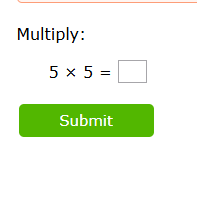 Multiply:
5 × 5 =
Submit